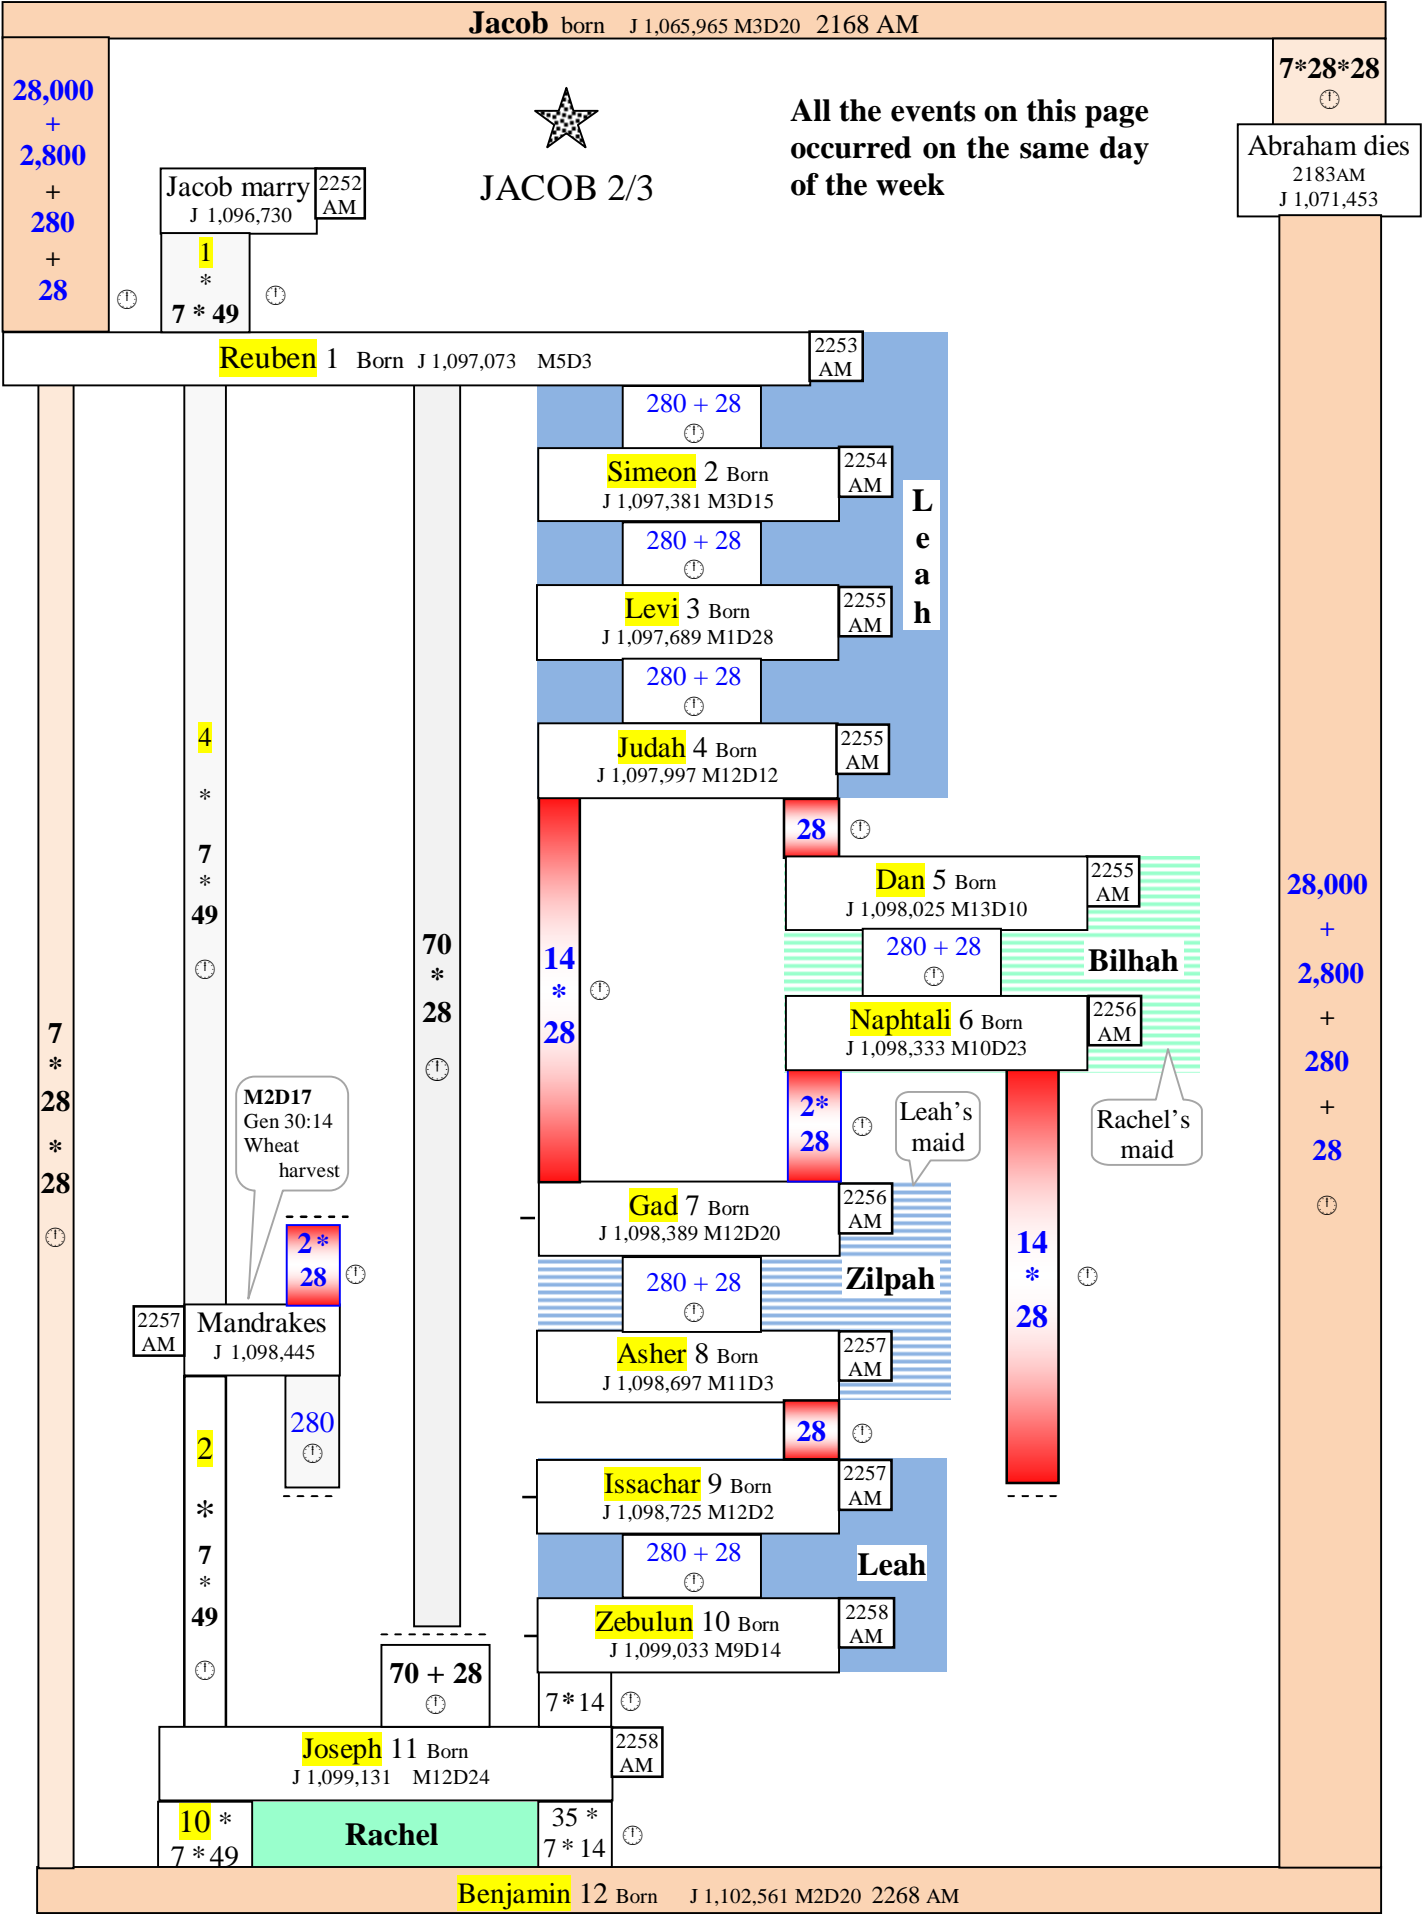 Jacob born J 1,065,965 M3D20 2168 AM
28,000
+
2,800
+
280
+
28
7*28*28
JACOB 2/3
All the events on this page
occurred on the same day
of the week
Abraham dies
2183AM
J 1,071,453
Jacob marry
J 1,096,730
2252
AM
1
*
7 * 49
Reuben 1 Born J 1,097,073 M5D3
2253
AM
280 + 28
Simeon 2 Born
J 1,097,381 M3D15
2254
AM
280 + 28
Levi 3 Born
J 1,097,689 M1D28
2255
AM
280 + 28
Judah 4 Born
J 1,097,997 M12D12
2255
AM
L
e
a
h
4
*
7
*
49
28
Dan 5 Born
J 1,098,025 M13D10
2255
AM
280 + 28
Bilhah
Naphtali 6 Born
J 1,098,333 M10D23
2256
AM
70
*
28
14
*
28
28,000
+
2,800
+
280
+
28
7
*
28
*
28
2*
28
Leah's
maid
Rachel's
maid
M2D17
Gen 30:14
Wheat
harvest
2*
28
Gad 7 Born
J 1,098,389 M12D20
2256
AM
280 + 28
Zilpah
14
*
28
2257
AM
Mandrakes
J 1,098,445
Asher 8 Born
J 1,098,697 M11D3
2257
AM
280
28
2
*
7
*
49
Issachar 9 Born
J 1,098,725 M12D2
2257
AM
280 + 28
Leah
Zebulun 10 Born
J 1,099,033 M9D14
2258
AM
70 + 28
7*14
Joseph 11 Born
J 1,099,131 M12D24
2258
AM
10 *
7 * 49
Rachel
35 *
7 * 14
Benjamin 12 Born J 1,102,561 M2D20 2268 AM